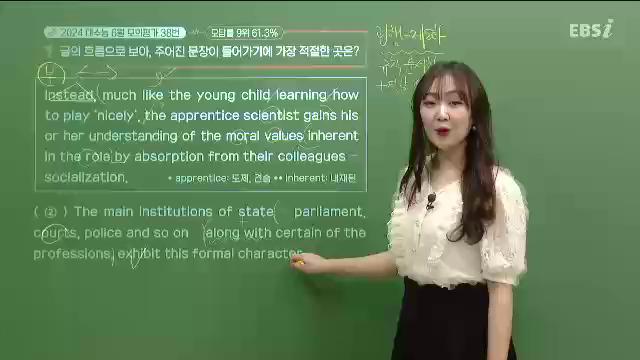 2024 대수능 6월 모의평가 38번 오답률 9위 61.3%
EBSi
글의 흐름으로 보아, 주어진 문장이 들어가기에 가장 적절한 곳은?
Instead, much like the young child learning how
to play 'nicely', the apprentice scientist gains his
or her understanding of the moral values inherent
in the role by absorption from their colleagues –
socialization.
* apprentice: 도제, 견습 ** inherent: 내재된
( ② ) The main institutions of state ( parliament,
courts, police and so on along with certain of the
professions, exhibit this formal character.